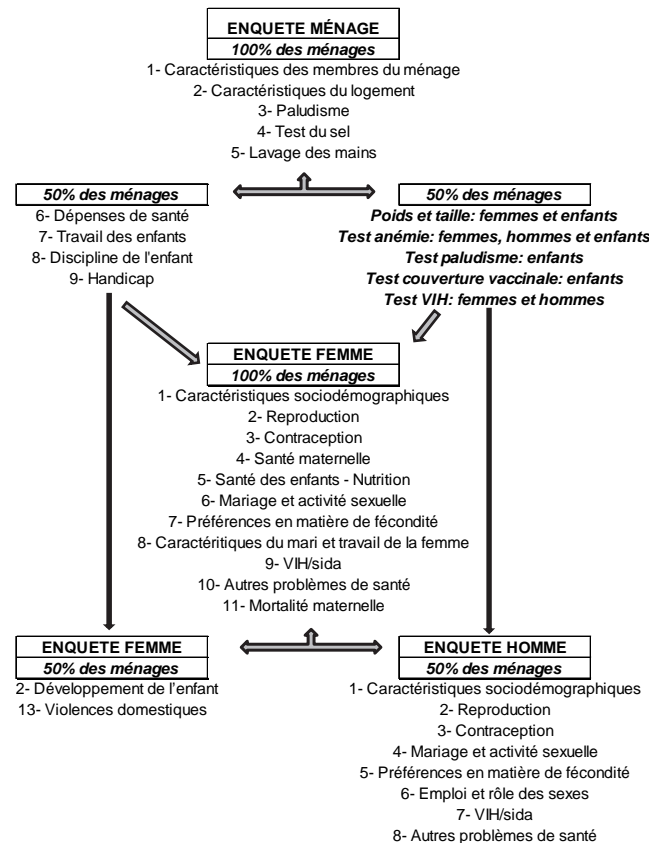 ENQUETE MÉNAGE
100% des ménages
1- Caractéristiques des membres du ménage
2- Caractéristiques du logement
3- Paludisme
4- Test du sel
5- Lavage des mains
50% des ménages
6- Dépenses de santé
7- Travail des enfants
8- Discipline de l'enfant
9- Handicap
50% des ménages
Poids et taille: femmes et enfants
Test anémie: femmes, hommes et enfants
Test paludisme: enfants
Test couverture vaccinale: enfants
Test VIH: femmes et hommes
ENQUETE FEMME
100% des ménages
1- Caractéristiques sociodémographiques
2- Reproduction
3- Contraception
4- Santé maternelle
5- Santé des enfants - Nutrition
6- Mariage et activité sexuelle
7- Préférences en matière de fécondité
8- Caractéritiques du mari et travail de la femme
9- VIH/sida
10- Autres problèmes de santé
11- Mortalité maternelle
ENQUETE FEMME
50% des ménages
2- Développement de l'enfant
13- Violences domestiques
ENQUETE HOMME
50% des ménages
1- Caractéristiques sociodémographiques
2- Reproduction
3- Contraception
4- Mariage et activité sexuelle
5- Préférences en matière de fécondité
6- Emploi et rôle des sexes
7- VIH/sida
8- Autres problèmes de santé